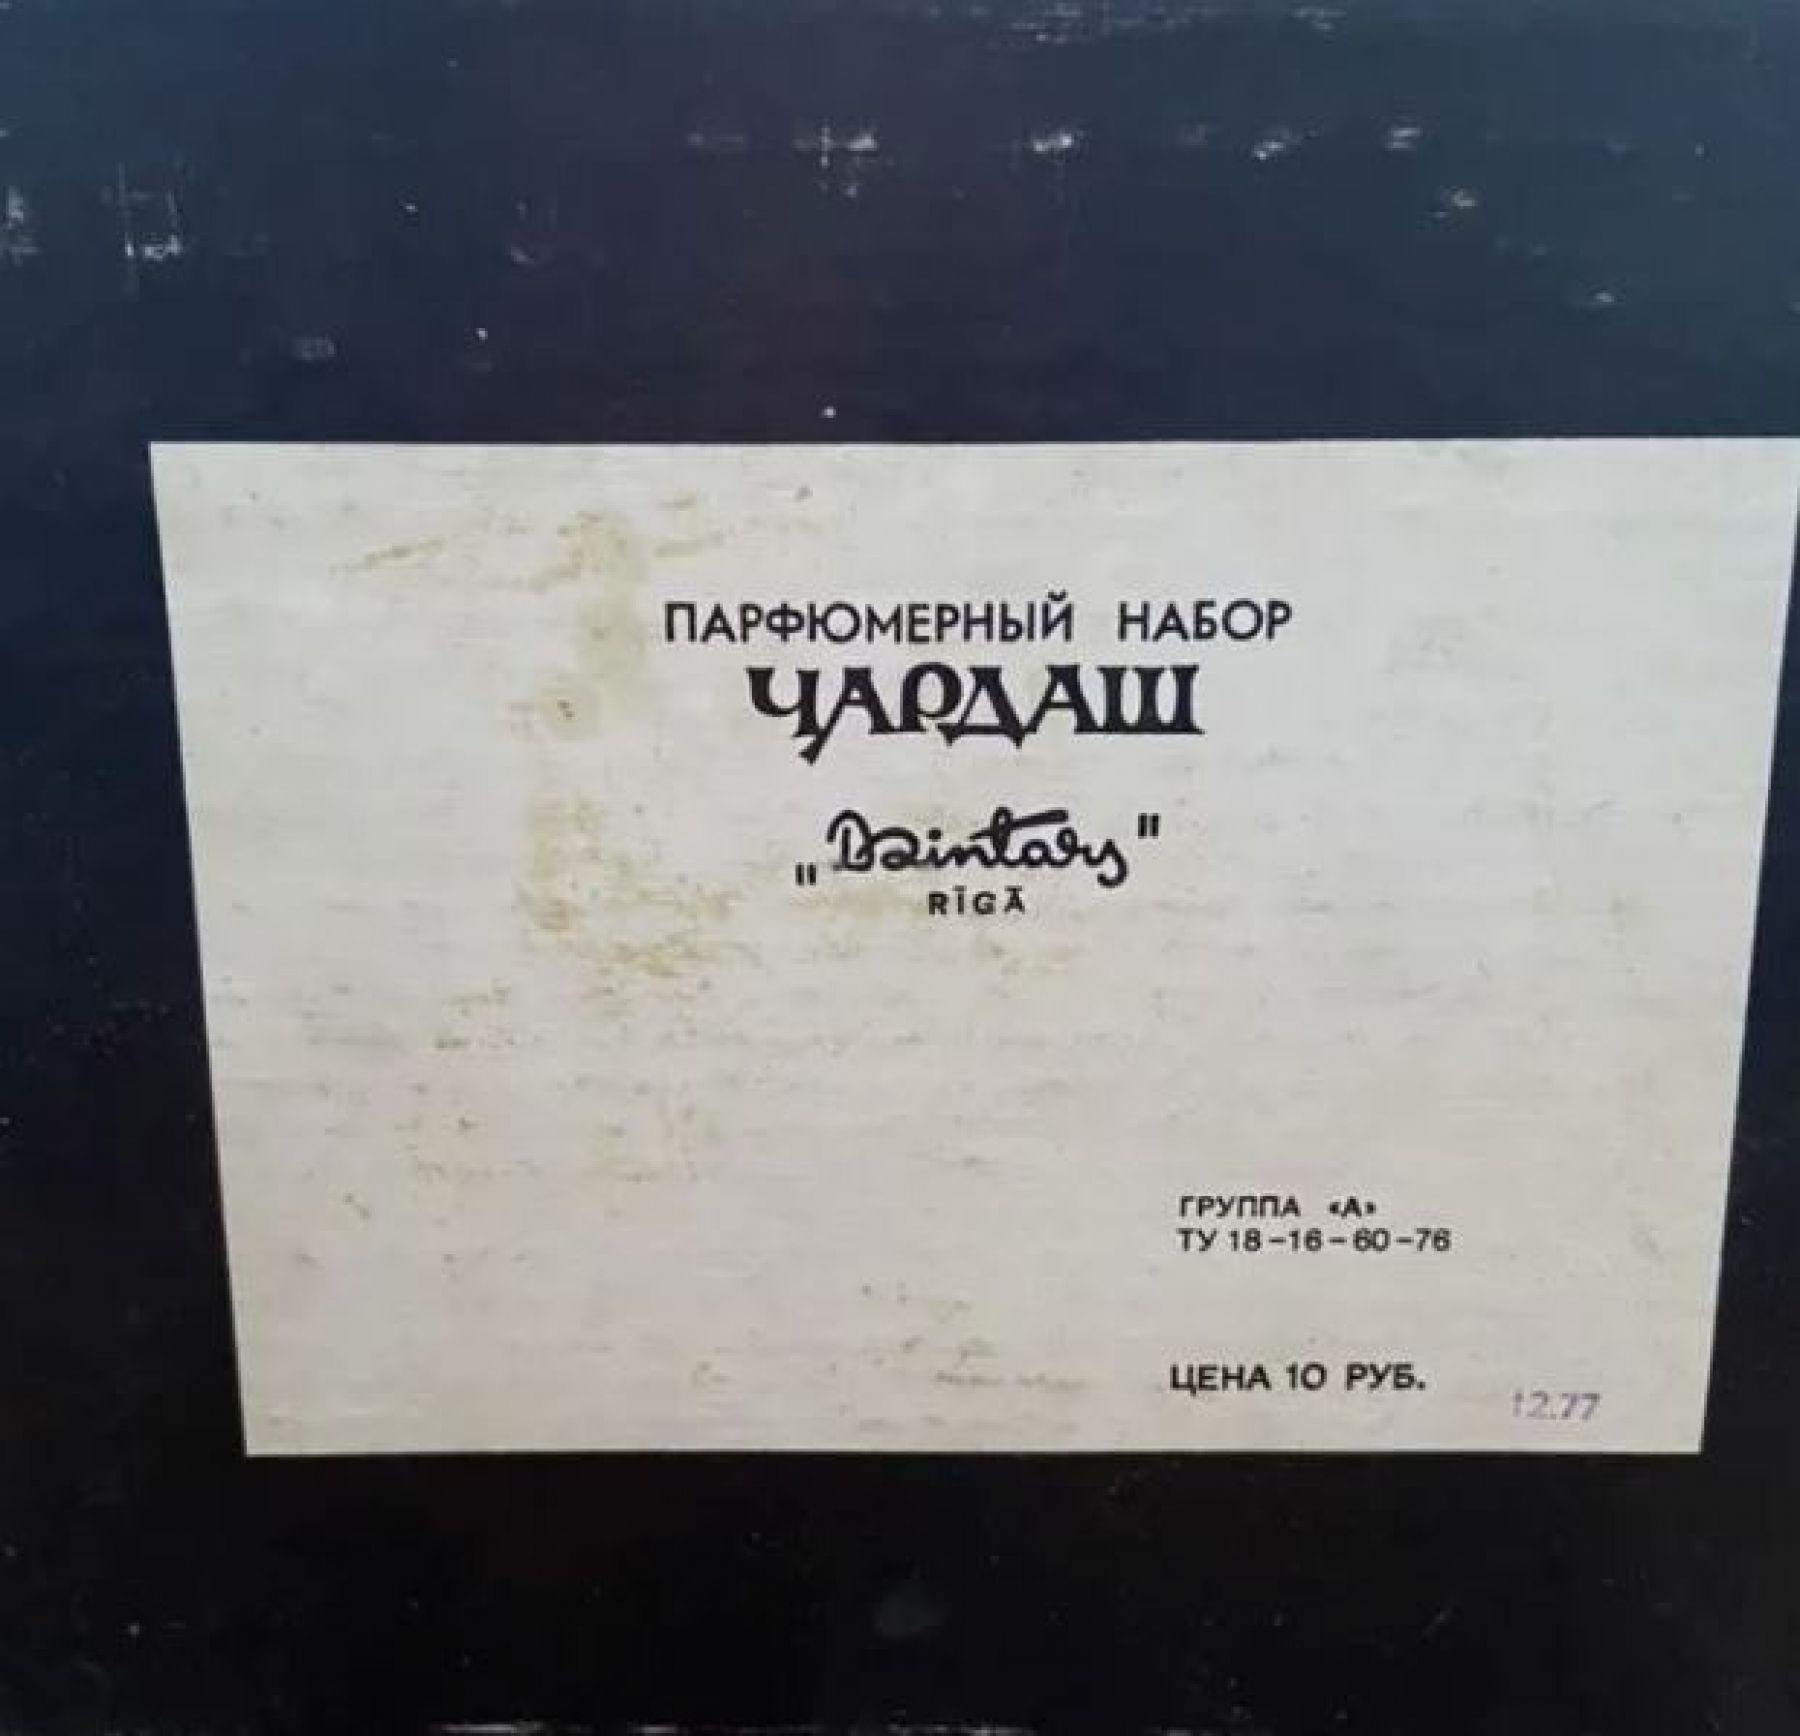 ПАРФЮМЕРНЫЙ НАБОР
ЧАРДАШ
„Dzintars"
RĪGĀ
ГРУППА «А»
ТУ 18-16-60-76
ЦЕНА 10 РУБ.
12.77